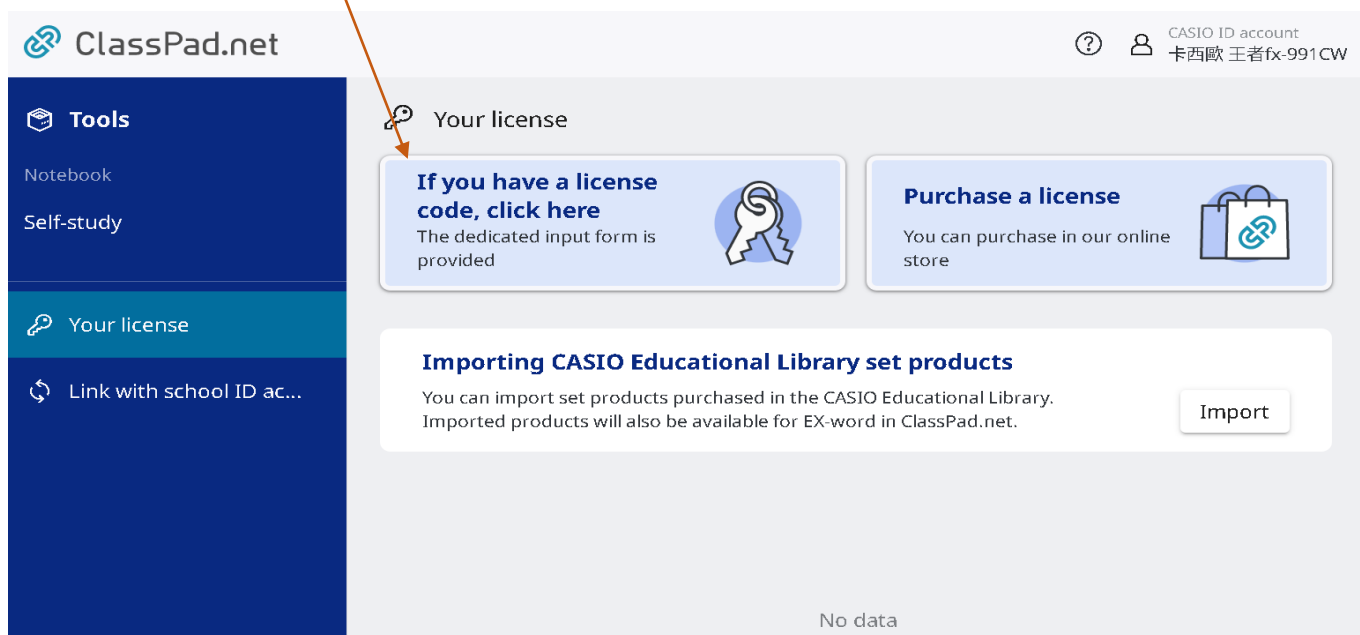 ClassPad.net
CASIO ID account
卡西歐 王者fx-991CW
Tools
Notebook
Self-study
Your license
Link with school ID ac...
Your license
If you have a license
code, click here
The dedicated input form is
provided
Purchase a license
You can purchase in our online
store
Importing CASIO Educational Library set products
You can import set products purchased in the CASIO Educational Library.
Imported products will also be available for EX-word in ClassPad.net.
Import
No data